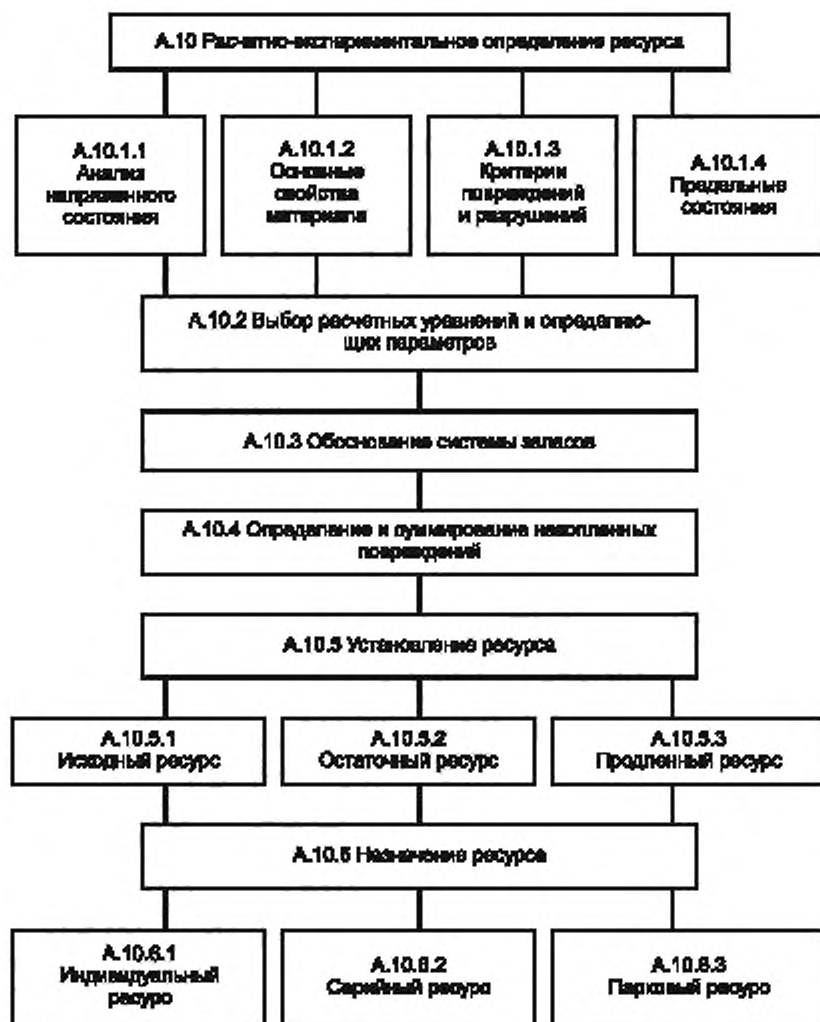 А.10 Расчетно-экспериментальное определение ресурса
А.10.1.1
Анализ
напряженного
состояния
А.10.1.2
Основные
свойства
материала
А.10.1.3
Критерии
повреждений
и разрушений
А.10.1.4
Предельные
состояния
А.10.2 Выбор расчетных уравнений и определяю-
щих параметров
А.10.3 Обоснование системы запасов
А.10.4 Определение и суммирование накопленных
повреждений
А.10.5 Установление ресурса
А.10.5.1
Исходный ресурс
А.10.5.2
Остаточный ресурс
А.10.5.3
Продленный ресурс
А.10.6 Назначение ресурса
А.10.6.1
Индивидуальный
ресурс
А.10.6.2
Серийный ресурс
А.10.6.3
Парковый ресурс